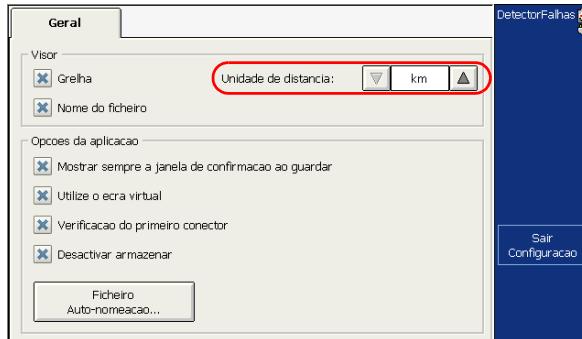 Geral
DetectorFalhas
Visor
Grelha
Unidade de distancia:
km
Nome do ficheiro
Opcoes da aplicacao
Mostrar sempre a janela de confirmacao ao guardar
Utilize o ecra virtual
Verificacao do primeiro conector
Desactivar armazenar
Sair
Configuracao
Ficheiro
Auto-nomeacao...